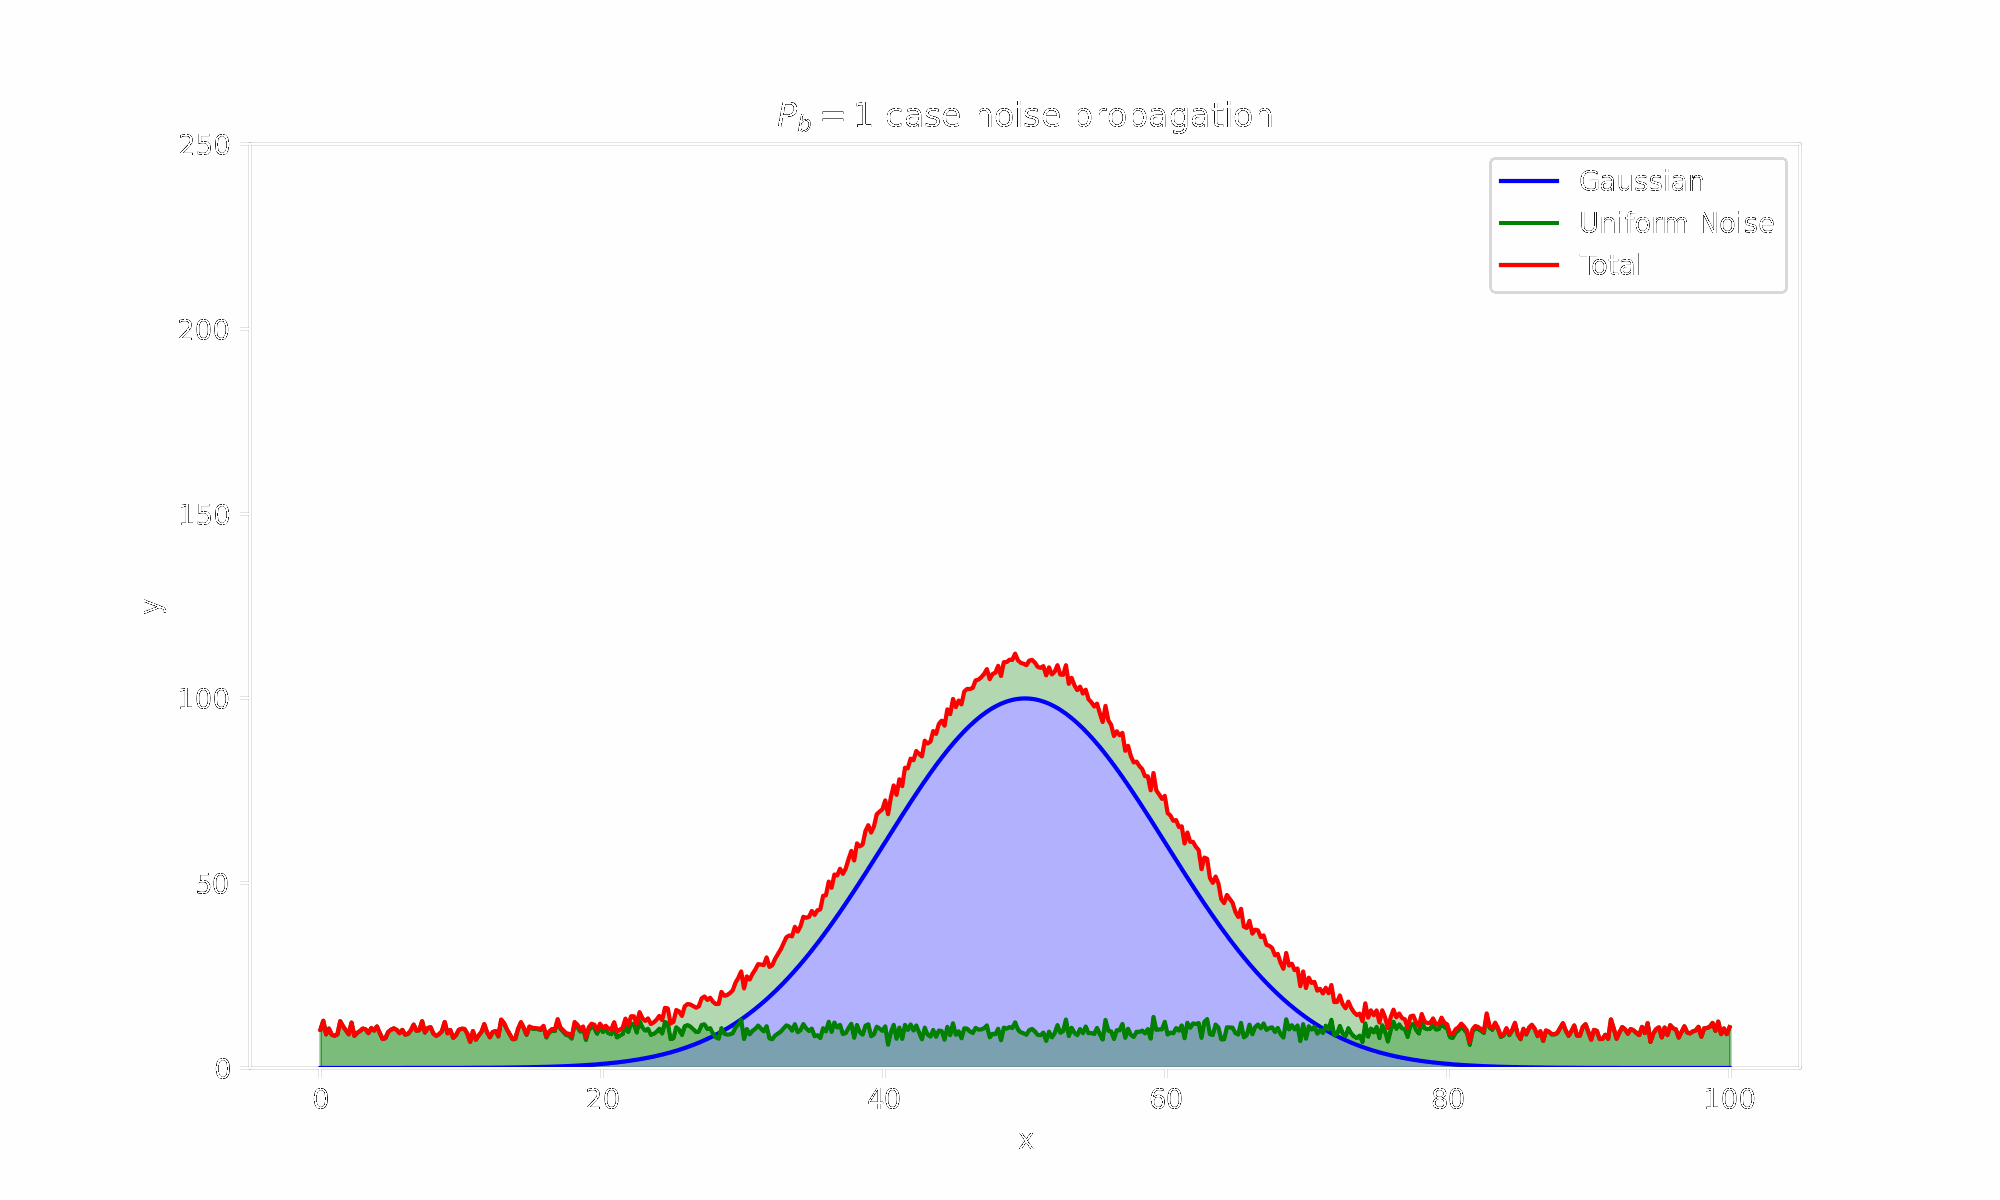 P_b = 1 case noise propagation
250
200
150
100
50
0
y
0 20 40 60 80 100
x
Gaussian
Uniform Noise
Total